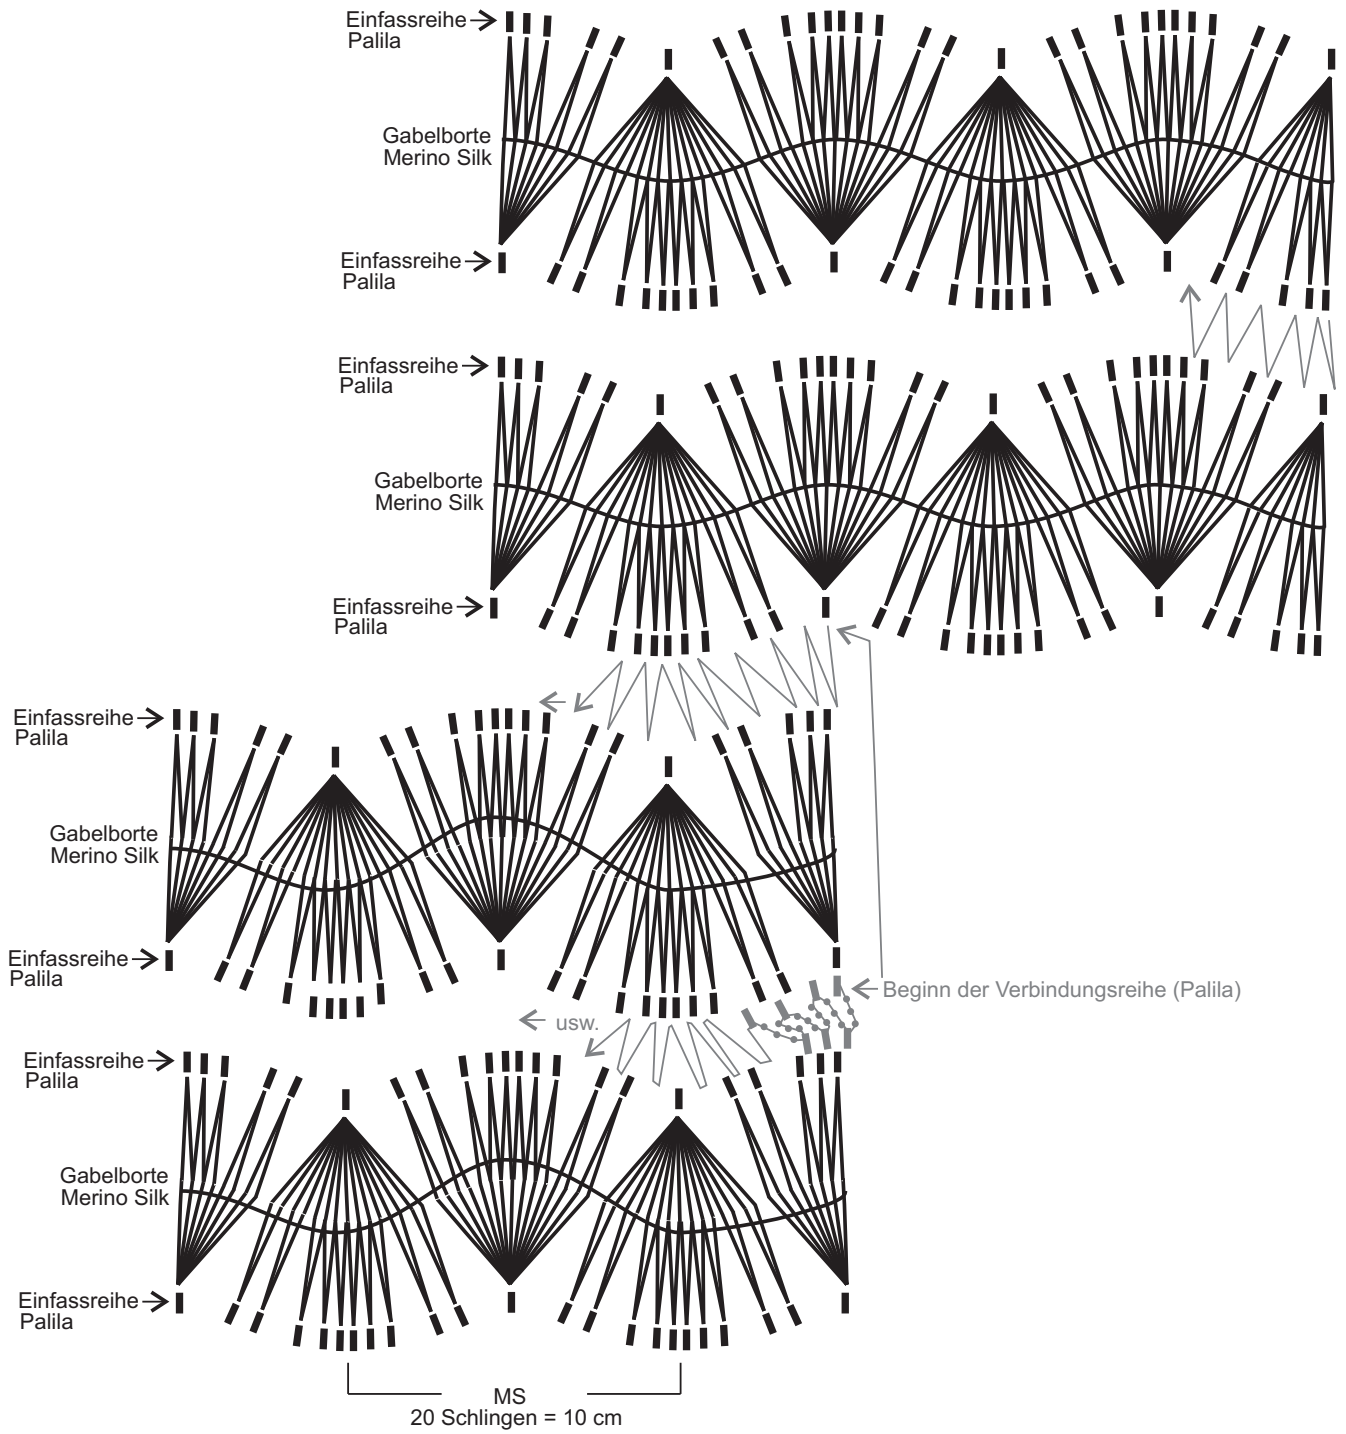 Einfassreihe
Palila
Gabelborte
Merino Silk
Einfassreihe
Palila
Einfassreihe
Palila
Gabelborte
Merino Silk
Einfassreihe
Palila
Einfassreihe
Palila
Gabelborte
Merino Silk
Einfassreihe
Palila
Beginn der Verbindungsreihe (Palila)
usw.
Einfassreihe
Palila
Gabelborte
Merino Silk
Einfassreihe
Palila
MS
20 Schlingen = 10 cm